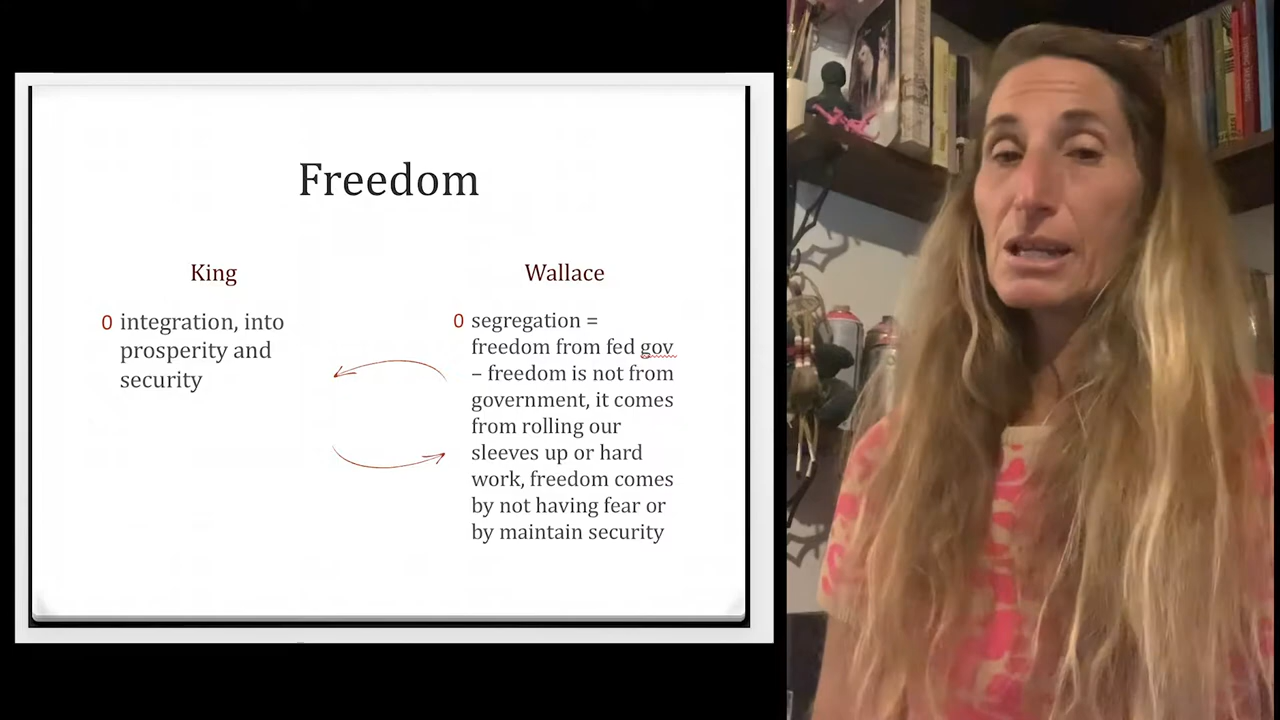 Freedom
King
0 integration, into
prosperity and
security
Wallace
0 segregation =
freedom from fed gov
– freedom is not from
government, it comes
from rolling our
sleeves up or hard
work, freedom comes
by not having fear or
by maintain security